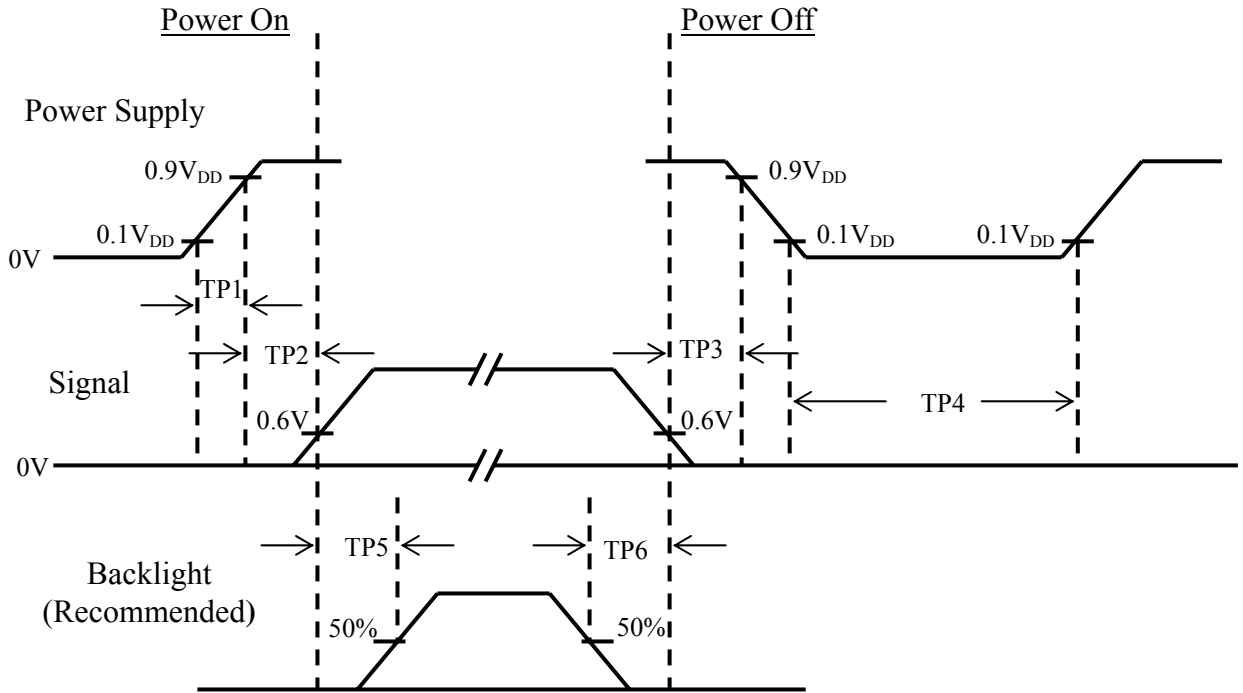 Power On
Power Off
Power Supply
0.9VDD
0.9VDD
0.1VDD
0.1VDD
0.1VDD
0V
TP1
TP2
TP3
Signal
TP4
0.6V
0.6V
0V
TP5
TP6
Backlight
(Recommended)
50%
50%